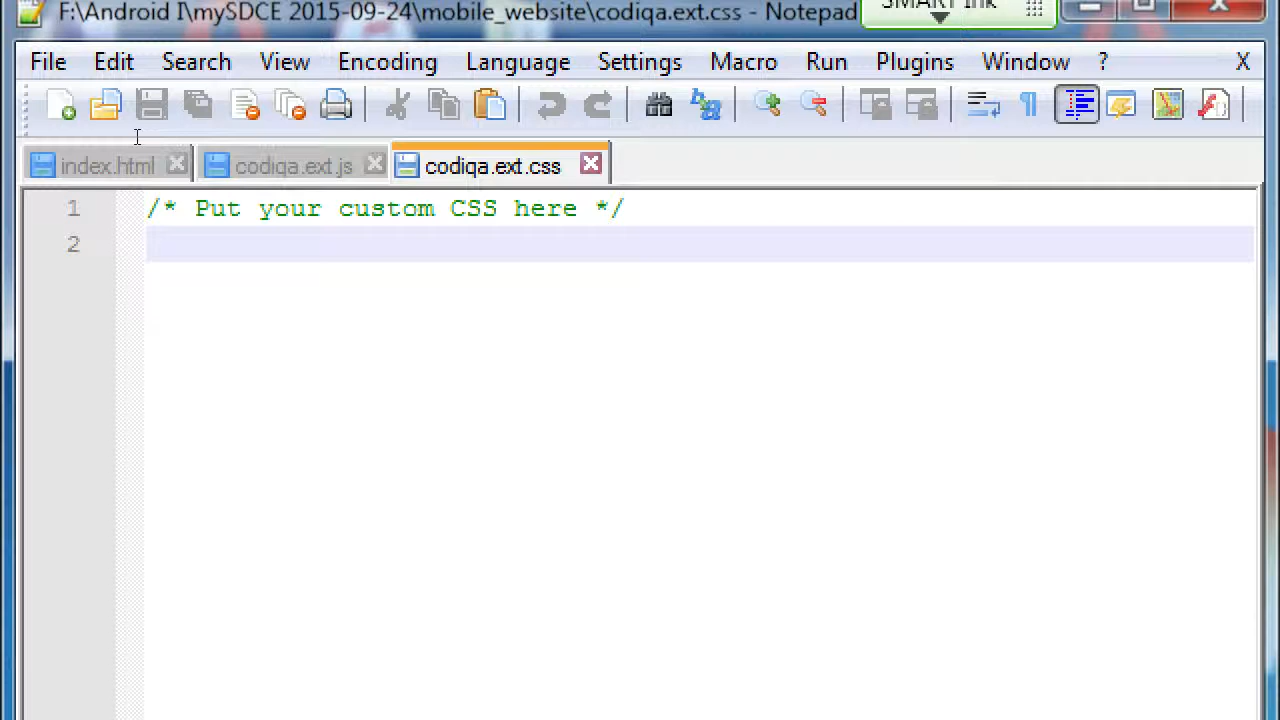 F:\Android I\mySDCE 2015-09-24\mobile_website\codiqa.ext.css - Notepad
SMART Ink
File Edit Search View Encoding Language Settings Macro Run Plugins Window ? X
index.html codiqa.ext.js codiqa.ext.css
1 /* Put your custom CSS here */
2